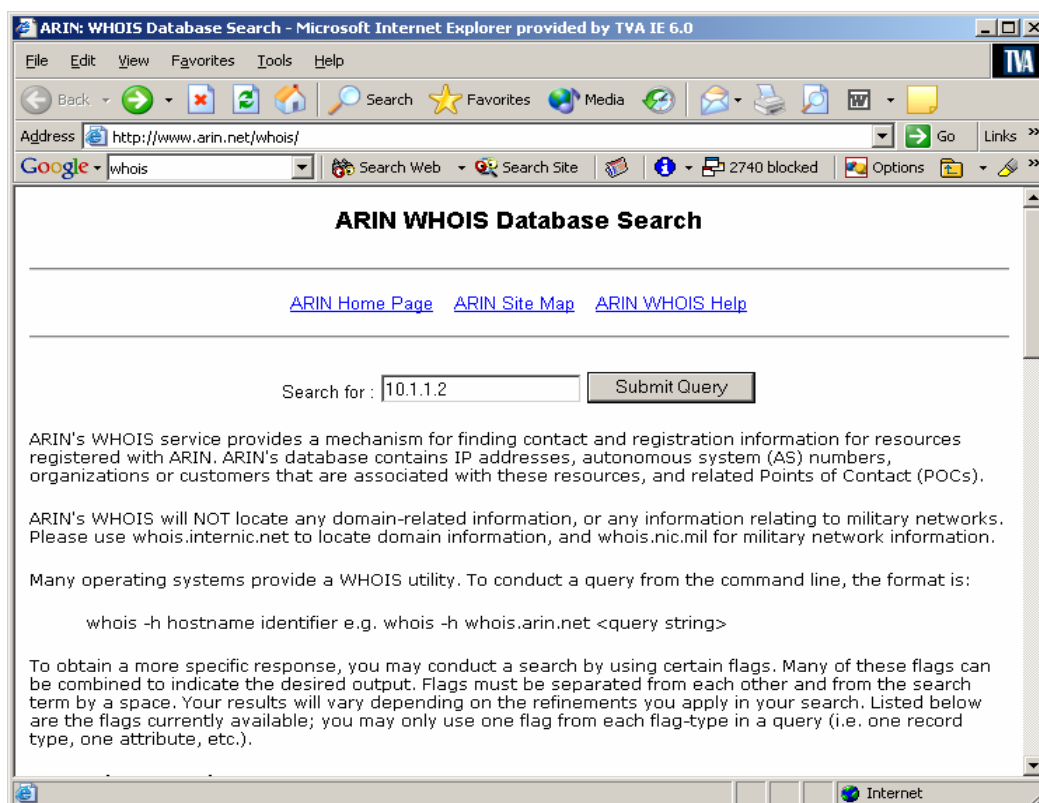 ARIN: WHOIS Database Search - Microsoft Internet Explorer provided by TVA IE 6.0
File Edit View Favorites Tools Help
TVA
Back Search Favorites Media
Address http://www.arin.net/whois/ Go Links »
Google whois Search Web Search Site 2740 blocked Options »
ARIN WHOIS Database Search
ARIN Home Page ARIN Site Map ARIN WHOIS Help
Search for : 10.1.1.2 Submit Query
ARIN's WHOIS service provides a mechanism for finding contact and registration information for resources
registered with ARIN. ARIN's database contains IP addresses, autonomous system (AS) numbers,
organizations or customers that are associated with these resources, and related Points of Contact (POCs).
ARIN's WHOIS will NOT locate any domain-related information, or any information relating to military networks.
Please use whois.internic.net to locate domain information, and whois.nic.mil for military network information.
Many operating systems provide a WHOIS utility. To conduct a query from the command line, the format is:
whois -h hostname identifier e.g. whois -h whois.arin.net <query string>
To obtain a more specific response, you may conduct a search by using certain flags. Many of these flags can
be combined to indicate the desired output. Flags must be separated from each other and from the search
term by a space. Your results will vary depending on the refinements you apply in your search. Listed below
are the flags currently available; you may only use one flag from each flag-type in a query (i.e. one record
type, one attribute, etc.).
Internet